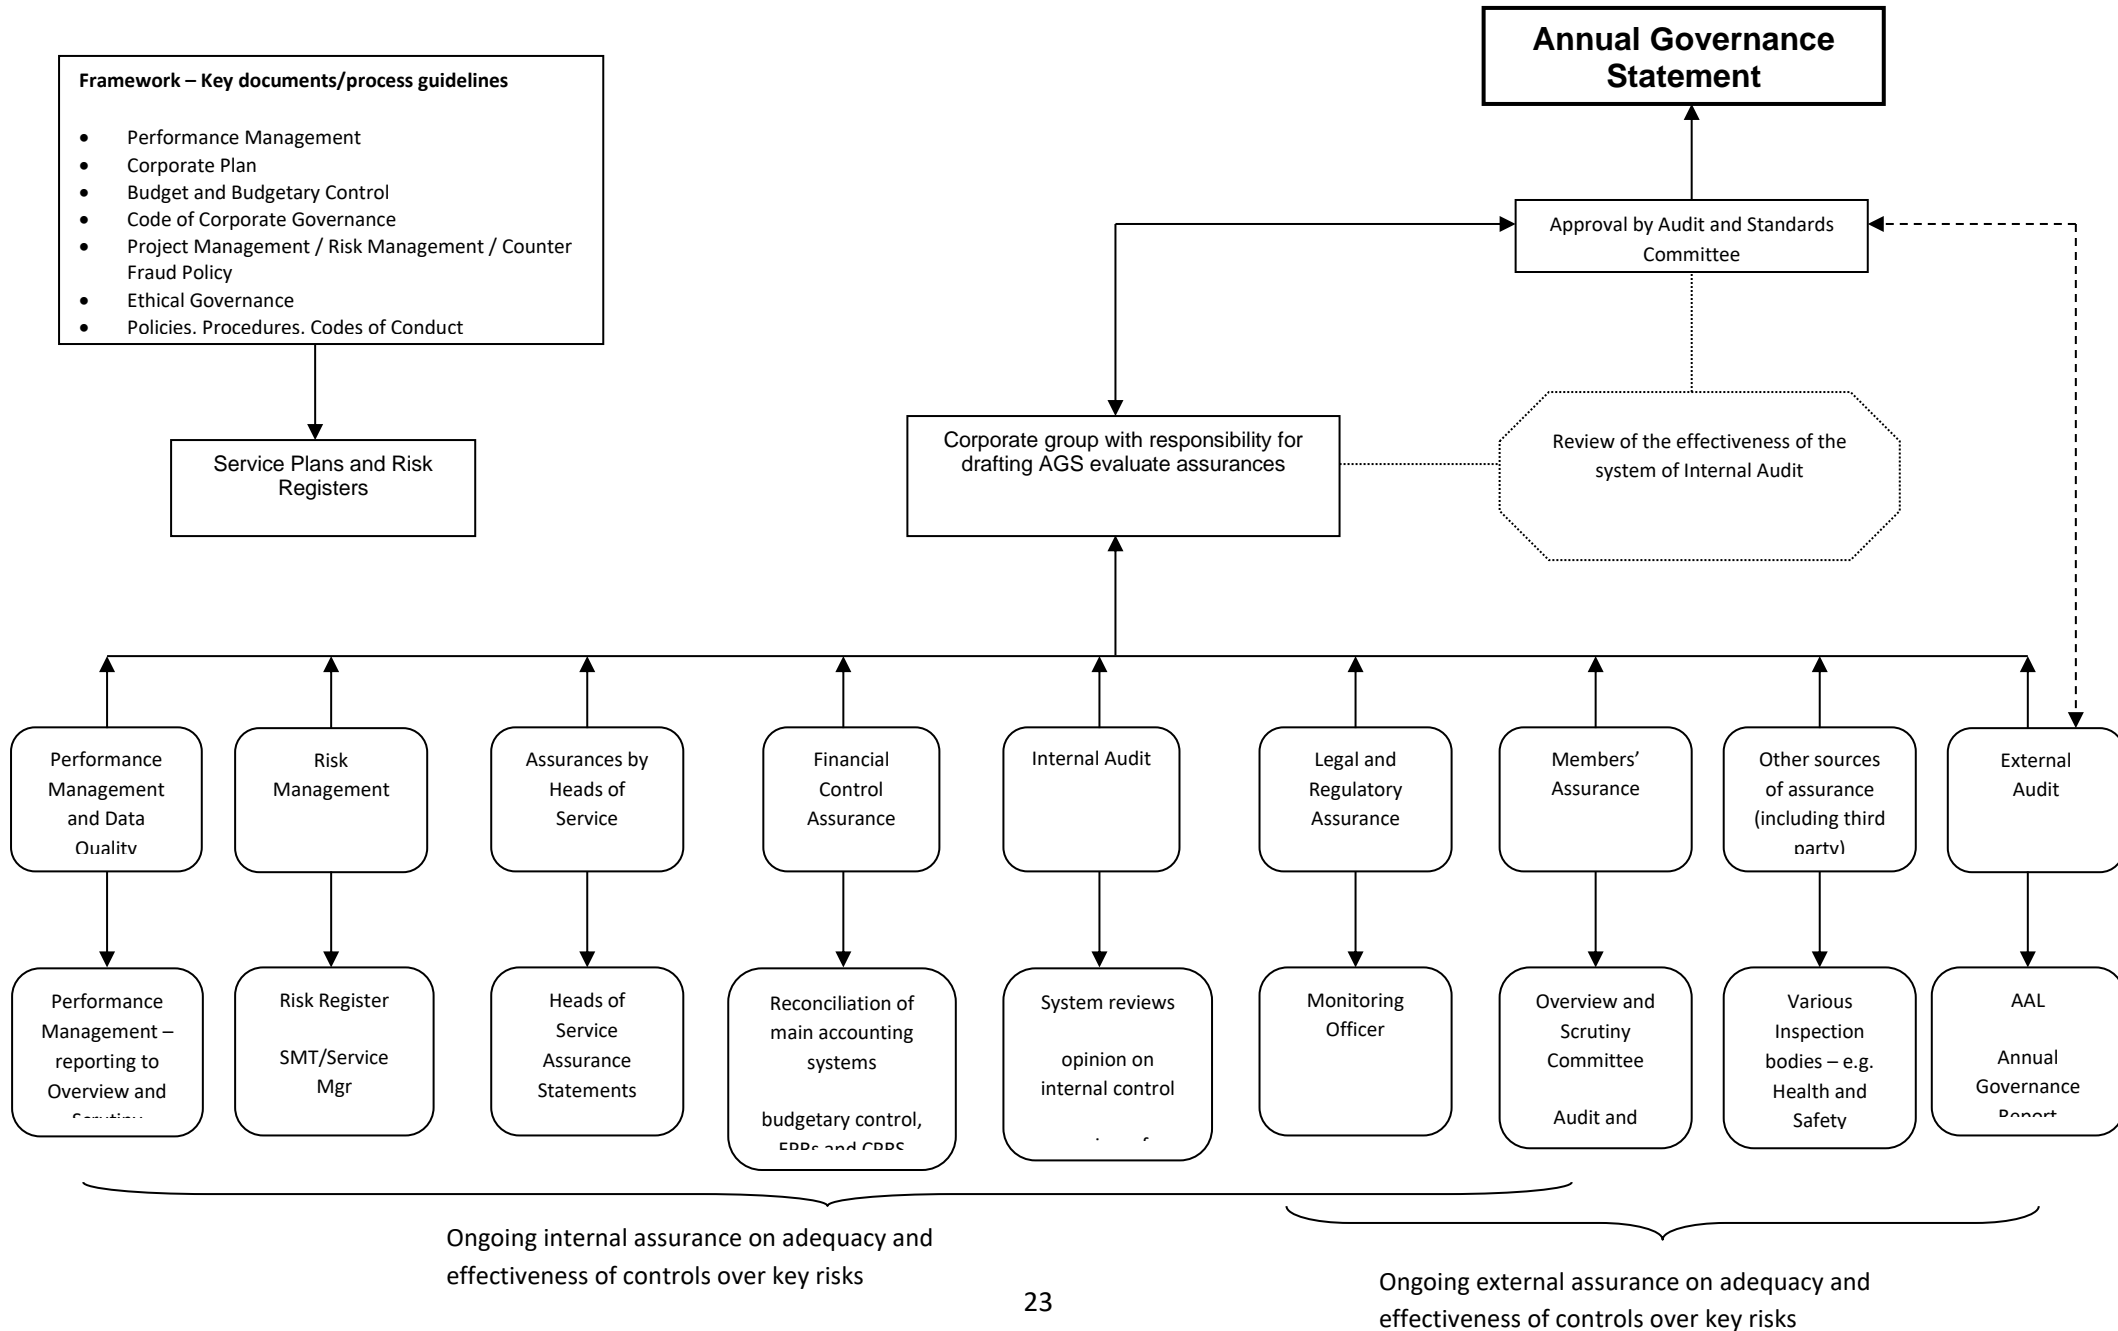 Annual Governance
Statement
Framework – Key documents/process guidelines
• Performance Management
• Corporate Plan
• Budget and Budgetary Control
• Code of Corporate Governance
• Project Management / Risk Management / Counter
Fraud Policy
• Ethical Governance
• Policies. Procedures. Codes of Conduct
Approval by Audit and Standards
Committee
Service Plans and Risk
Registers
Corporate group with responsibility for
drafting AGS evaluate assurances
Review of the effectiveness of the
system of Internal Audit
Performance
Management
and Data
Quality
Risk
Management
Assurances by
Heads of
Service
Financial
Control
Assurance
Internal Audit
Legal and
Regulatory
Assurance
Members’
Assurance
Other sources
of assurance
(including third
party)
External
Audit
Performance
Management –
reporting to
Overview and
Scrutiny
Risk Register
SMT/Service
Mgr
Heads of
Service
Assurance
Statements
Reconciliation of
main accounting
systems
budgetary control,
and
System reviews
opinion on
internal control
Monitoring
Officer
Overview and
Scrutiny
Committee
Audit and
Various
Inspection
bodies – e.g.
Health and
Safety
AAL
Annual
Governance
Report
Ongoing internal assurance on adequacy and
effectiveness of controls over key risks
Ongoing external assurance on adequacy and
effectiveness of controls over key risks
23